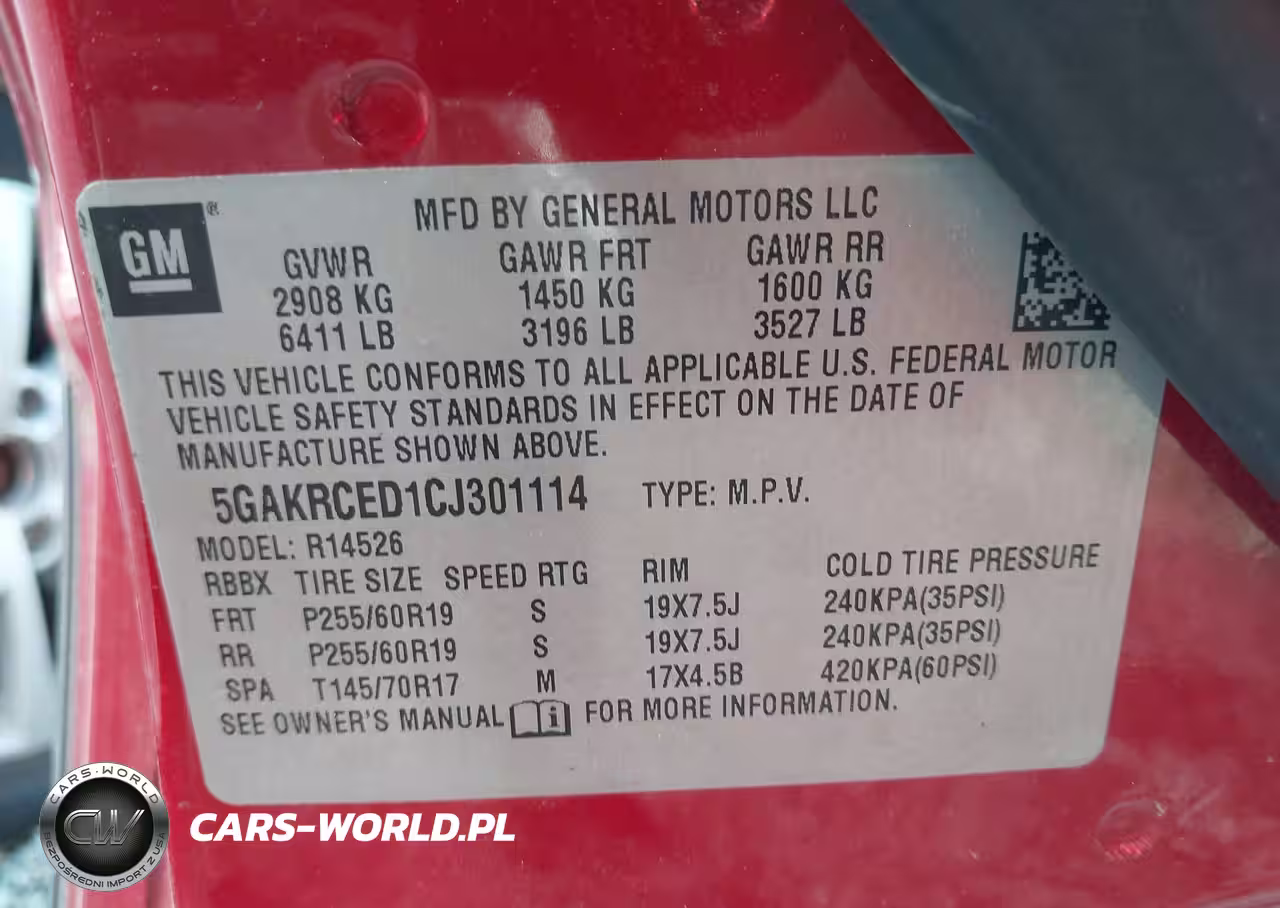 GM ®
MFD BY GENERAL MOTORS LLC
GVWR GAWR FRT GAWR RR
2908 KG 1450 KG 1600 KG
6411 LB 3196 LB 3527 LB
THIS VEHICLE CONFORMS TO ALL APPLICABLE U.S. FEDERAL MOTOR
VEHICLE SAFETY STANDARDS IN EFFECT ON THE DATE OF
MANUFACTURE SHOWN ABOVE.
5GAKRCED1CJ301114 TYPE: M.P.V.
MODEL: R14526
RBBX TIRE SIZE SPEED RTG RIM COLD TIRE PRESSURE
FRT P255/60R19 S 19X7.5J 240KPA(35PSI)
RR P255/60R19 S 19X7.5J 240KPA(35PSI)
SPA T145/70R17 M 17X4.5B 420KPA(60PSI)
SEE OWNER'S MANUAL i FOR MORE INFORMATION.
CARS-WORLD
CW
BEZPOŚREDNI IMPORT Z USA
CARS-WORLD.PL